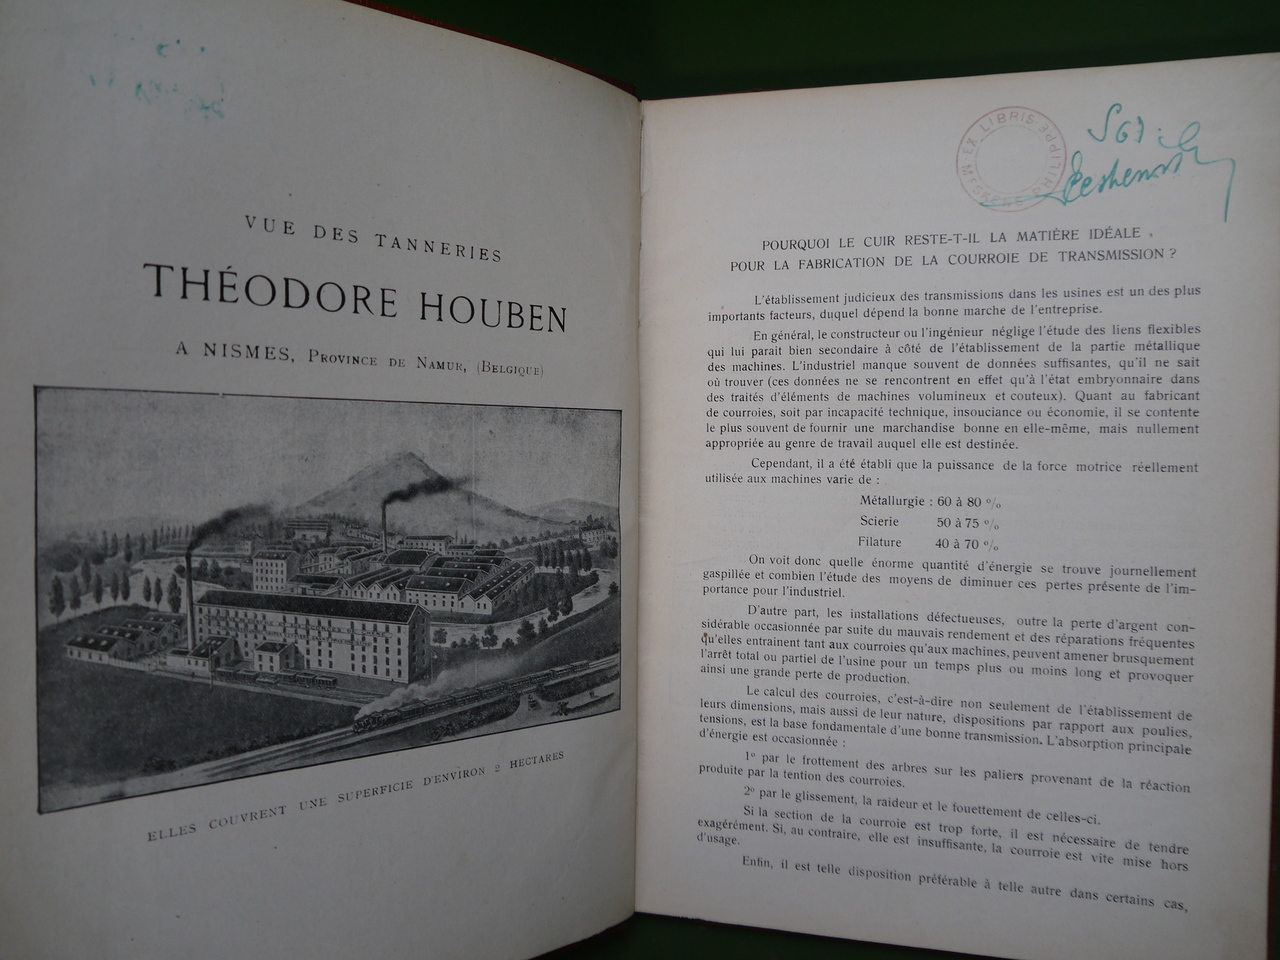 VUE DES TANNERIES
THÉODORE HOUBEN
A NISMES, PROVINCE DE NAMUR, (BELGIQUE)
ELLES COUVRENT UNE SUPERFICIE D'ENVIRON 2 HECTARES
EX LIBRIS PHILIPPE
POURQUOI LE CUIR RESTE-T-IL LA MATIÈRE IDÉALE
POUR LA FABRICATION DE LA COURROIE DE TRANSMISSION ?
L'établissement judicieux des transmissions dans les usines est un des plus
importants facteurs, duquel dépend la bonne marche de l'entreprise.
En général, le constructeur ou l'ingénieur néglige l'étude des liens flexibles
qui lui parait bien secondaire à côté de l'établissement de la partie métallique
des machines. L'industriel manque souvent de données suffisantes, qu'il ne sait
où trouver (ces données ne se rencontrent en effet qu'à l'état embryonnaire dans
des traités d'éléments de machines volumineux et couteux). Quant au fabricant
de courroies, soit par incapacité technique, insouciance ou économie, il se contente
le plus souvent de fournir une marchandise bonne en elle-même, mais nullement
appropriée au genre de travail auquel elle est destinée.
Cependant, il a été établi que la puissance de la force motrice réellement
utilisée aux machines varie de :
Métallurgie : 60 à 80 %
Scierie 50 à 75 %
Filature 40 à 70 %
On voit donc quelle énorme quantité d'énergie se trouve journellement
gaspillée et combien l'étude des moyens de diminuer ces pertes présente de l'im-
portance pour l'industriel.
D'autre part, les installations défectueuses, outre la perte d'argent con-
sidérable occasionnée par suite du mauvais rendement et des réparations fréquentes
qu'elles entrainent tant aux courroies qu'aux machines, peuvent amener brusquement
l'arrêt total ou partiel de l'usine pour un temps plus ou moins long et provoquer
ainsi une grande perte de production.
Le calcul des courroies, c'est-à-dire non seulement de l'établissement de
leurs dimensions, mais aussi de leur nature, dispositions par rapport aux poulies,
tensions, est la base fondamentale d'une bonne transmission. L'absorption principale
d'énergie est occasionnée :
1° par le frottement des arbres sur les paliers provenant de la réaction
produite par la tention des courroies.
2° par le glissement, la raideur et le fouettement de celles-ci.
Si la section de la courroie est trop forte, il est nécessaire de tendre
exagérément. Si, au contraire, elle est insuffisante, la courroie est vite mise hors
d'usage.
Enfin, il est telle disposition préférable à telle autre dans certains cas,